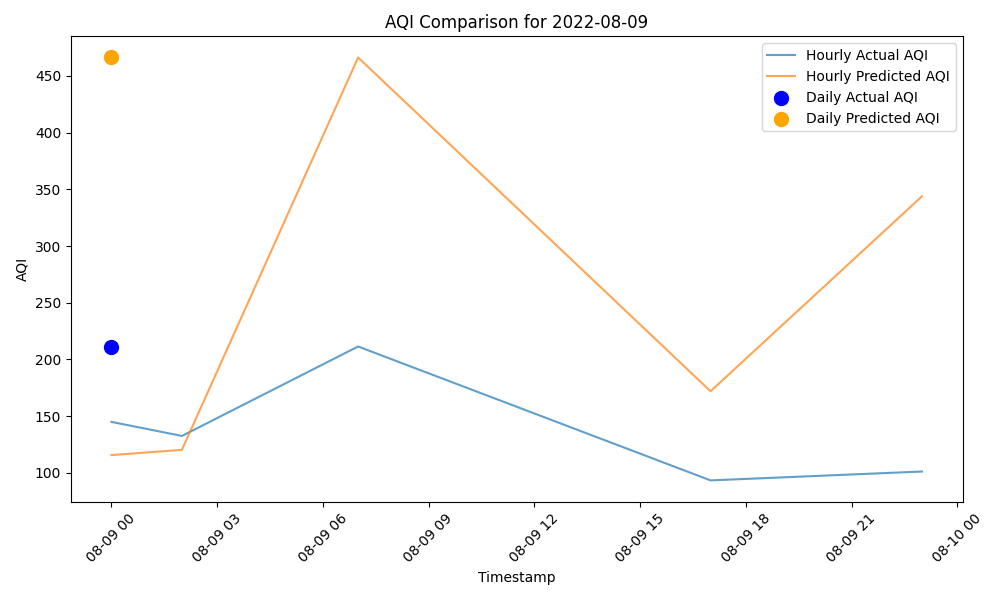 AQI Comparison for 2022-08-09
Hourly Actual AQI
Hourly Predicted AQI
Daily Actual AQI
Daily Predicted AQI
AQI
450
400
350
300
250
200
150
100
08-09 00
08-09 03
08-09 06
08-09 09
08-09 12
08-09 15
08-09 18
08-09 21
08-10 00
Timestamp